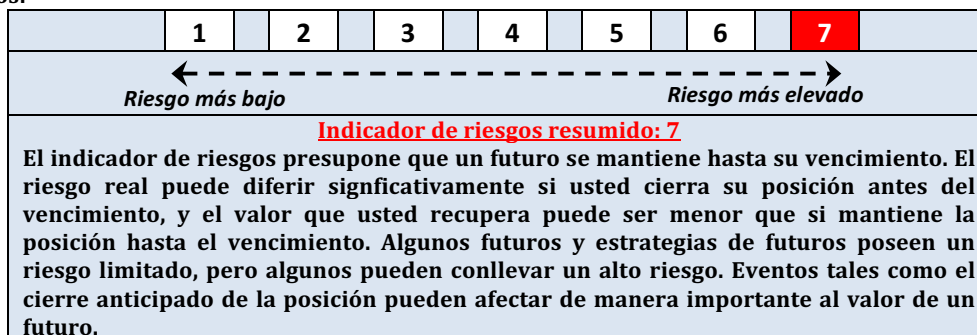 1 2 3 4 5 6 7
Riesgo más bajo Riesgo más elevado
Indicador de riesgos resumido: 7
El indicador de riesgos presupone que un futuro se mantiene hasta su vencimiento. El
riesgo real puede diferir signficativamente si usted cierra su posición antes del
vencimiento, y el valor que usted recupera puede ser menor que si mantiene la
posición hasta el vencimiento. Algunos futuros y estrategias de futuros poseen un
riesgo limitado, pero algunos pueden conllevar un alto riesgo. Eventos tales como el
cierre anticipado de la posición pueden afectar de manera importante al valor de un
futuro.